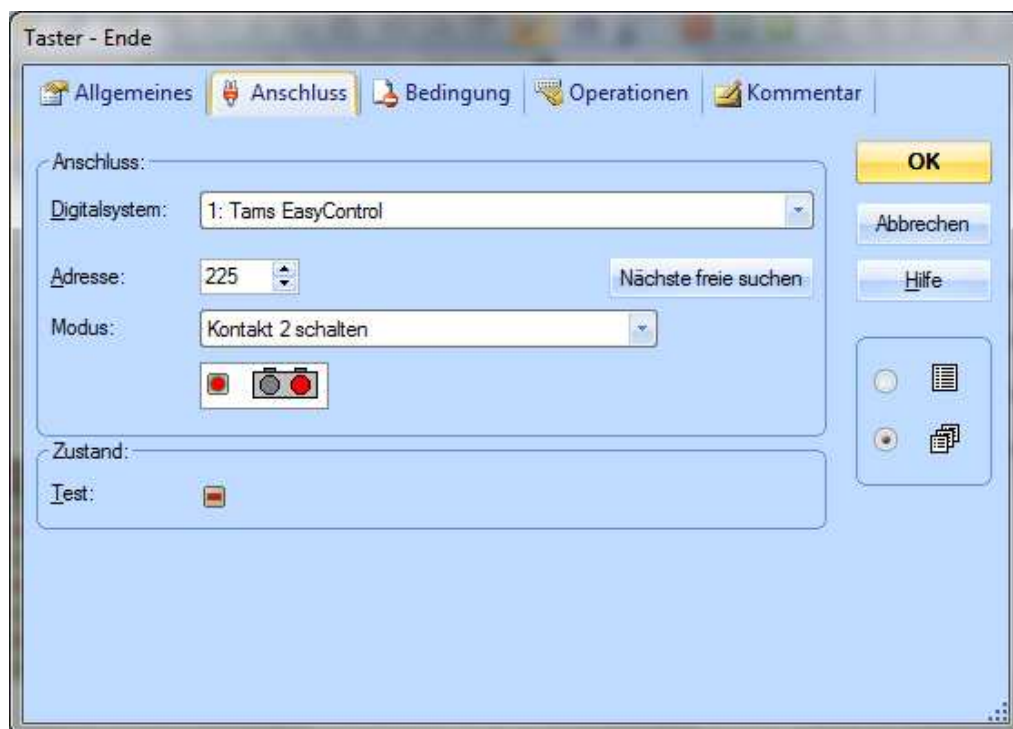 Taster - Ende
Allgemeines Anschluss Bedingung Operationen Kommentar
Anschluss:
Digitalsystem: 1: Tams EasyControl
Adresse: 225 Nächste freie suchen
Modus: Kontakt 2 schalten
Zustand:
Test:
OK
Abbrechen
Hilfe